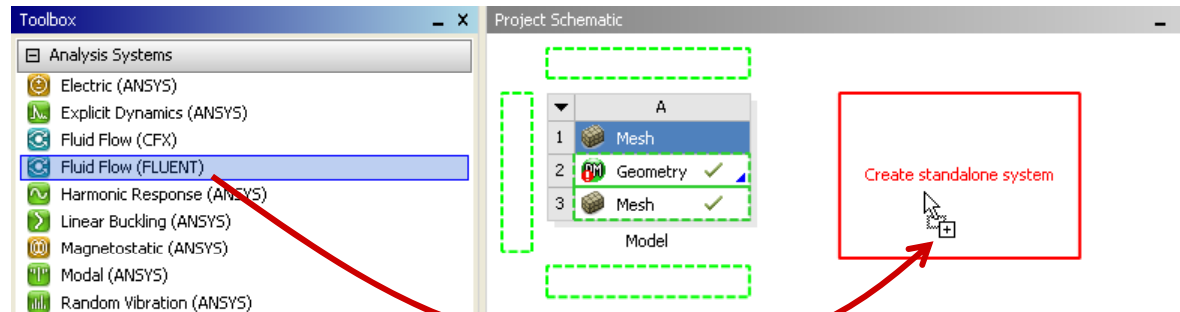 Toolbox
Analysis Systems
Electric (ANSYS)
Explicit Dynamics (ANSYS)
Fluid Flow (CFX)
Fluid Flow (FLUENT)
Harmonic Response (ANSYS)
Linear Buckling (ANSYS)
Magnetostatic (ANSYS)
Modal (ANSYS)
Random Vibration (ANSYS)
Project Schematic
A
1 Mesh
2 Geometry
3 Mesh
Model
Create standalone system